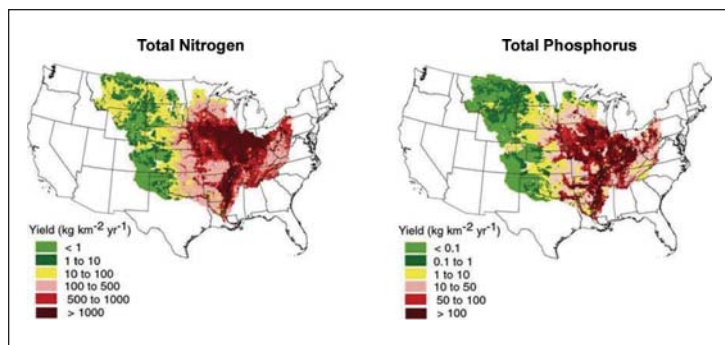 Total Nitrogen
Yield (kg km-2 yr-1)
< 1
1 to 10
10 to 100
100 to 500
500 to 1000
> 1000
Total Phosphorus
Yield (kg km-2 yr-1)
< 0.1
0.1 to 1
1 to 10
10 to 50
50 to 100
> 100